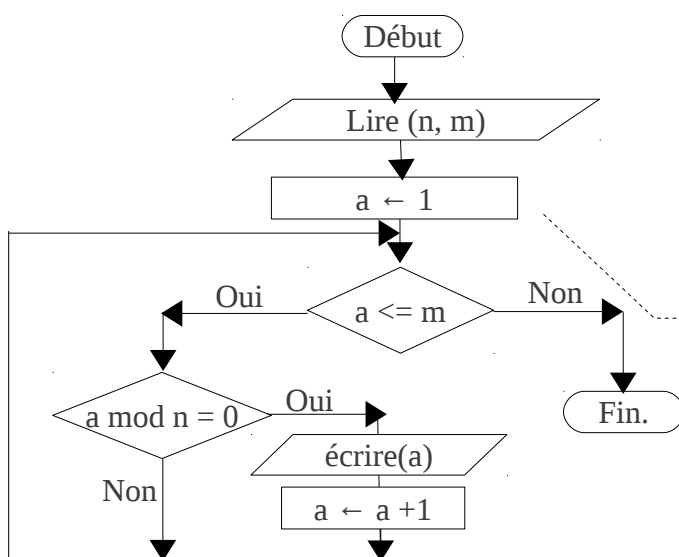 Début
Lire (n, m)
a ← 1
Oui
a <= m
Non
a mod n = 0
Oui
Fin.
écrire(a)
Non
a ← a +1